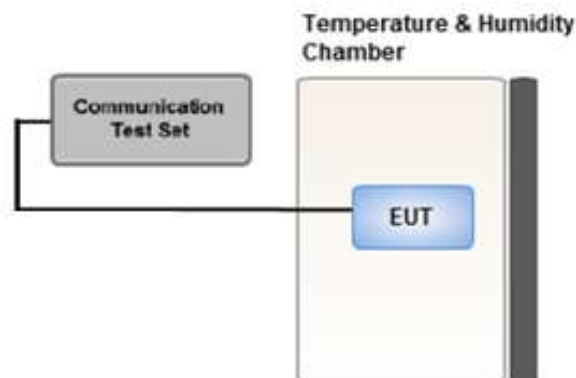 Temperature & Humidity
Chamber
Communication
Test Set
EUT